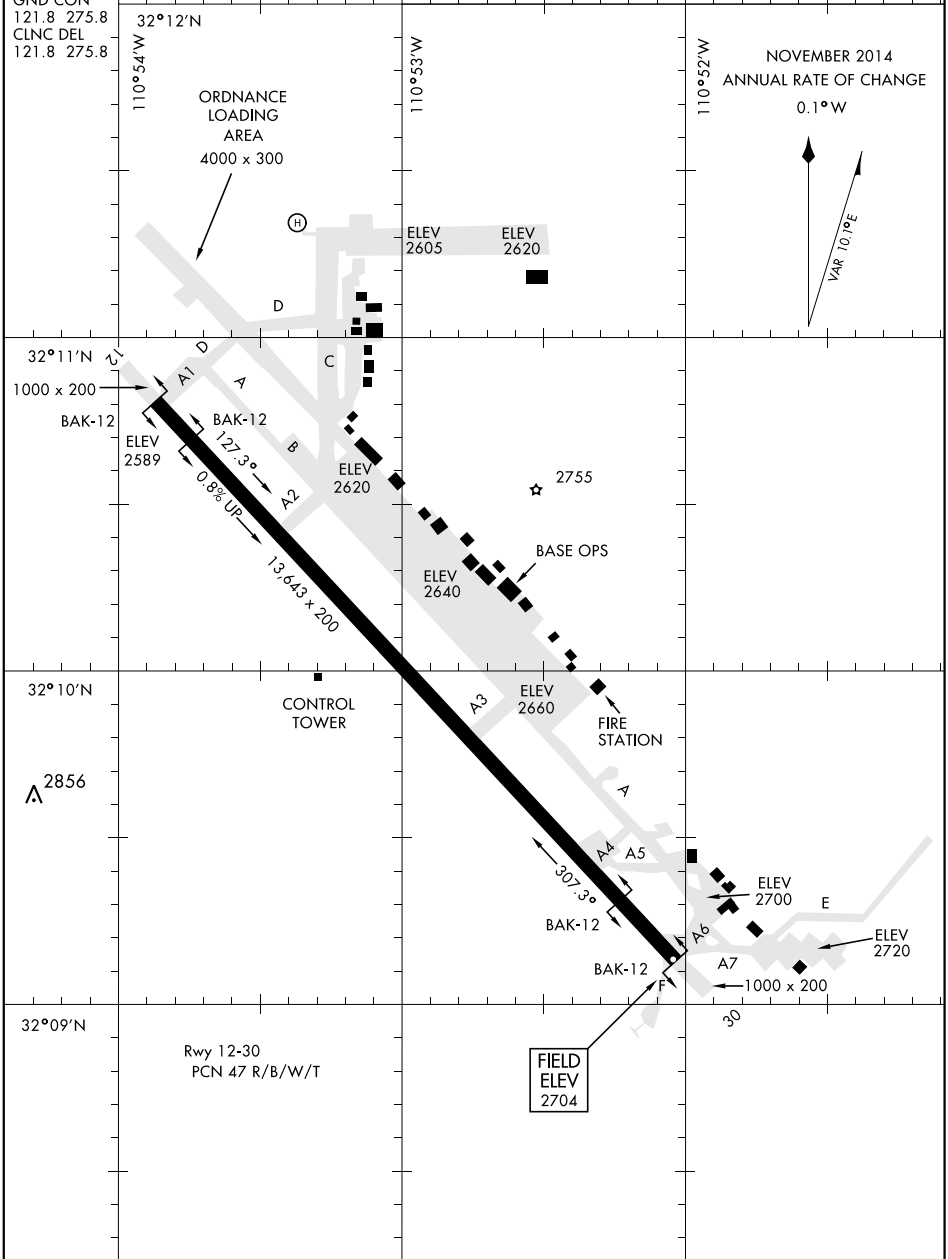 GND CON
121.8 275.8
CLNC DEL
121.8 275.8
32°12'N
110°54'W
110°53'W
110°52'W
NOVEMBER 2014
ANNUAL RATE OF CHANGE
0.1° W
VAR 10.1°E
ORDNANCE
LOADING
AREA
4000 x 300
H
ELEV
2605
ELEV
2620
D
32°11'N
12
D
A1
A
C
1000 x 200
BAK-12
BAK-12
ELEV
2589
127.3°
B
ELEV
2620
0.8% UP
A2
2755
13,643 x 200
BASE OPS
ELEV
2640
32°10'N
CONTROL
TOWER
A3
ELEV
2660
FIRE
STATION
2856
A
A4
A5
307.3°
ELEV
2700
E
BAK-12
A6
ELEV
2720
BAK-12
A7
F
1000 x 200
30
32°09'N
Rwy 12-30
PCN 47 R/B/W/T
FIELD
ELEV
2704